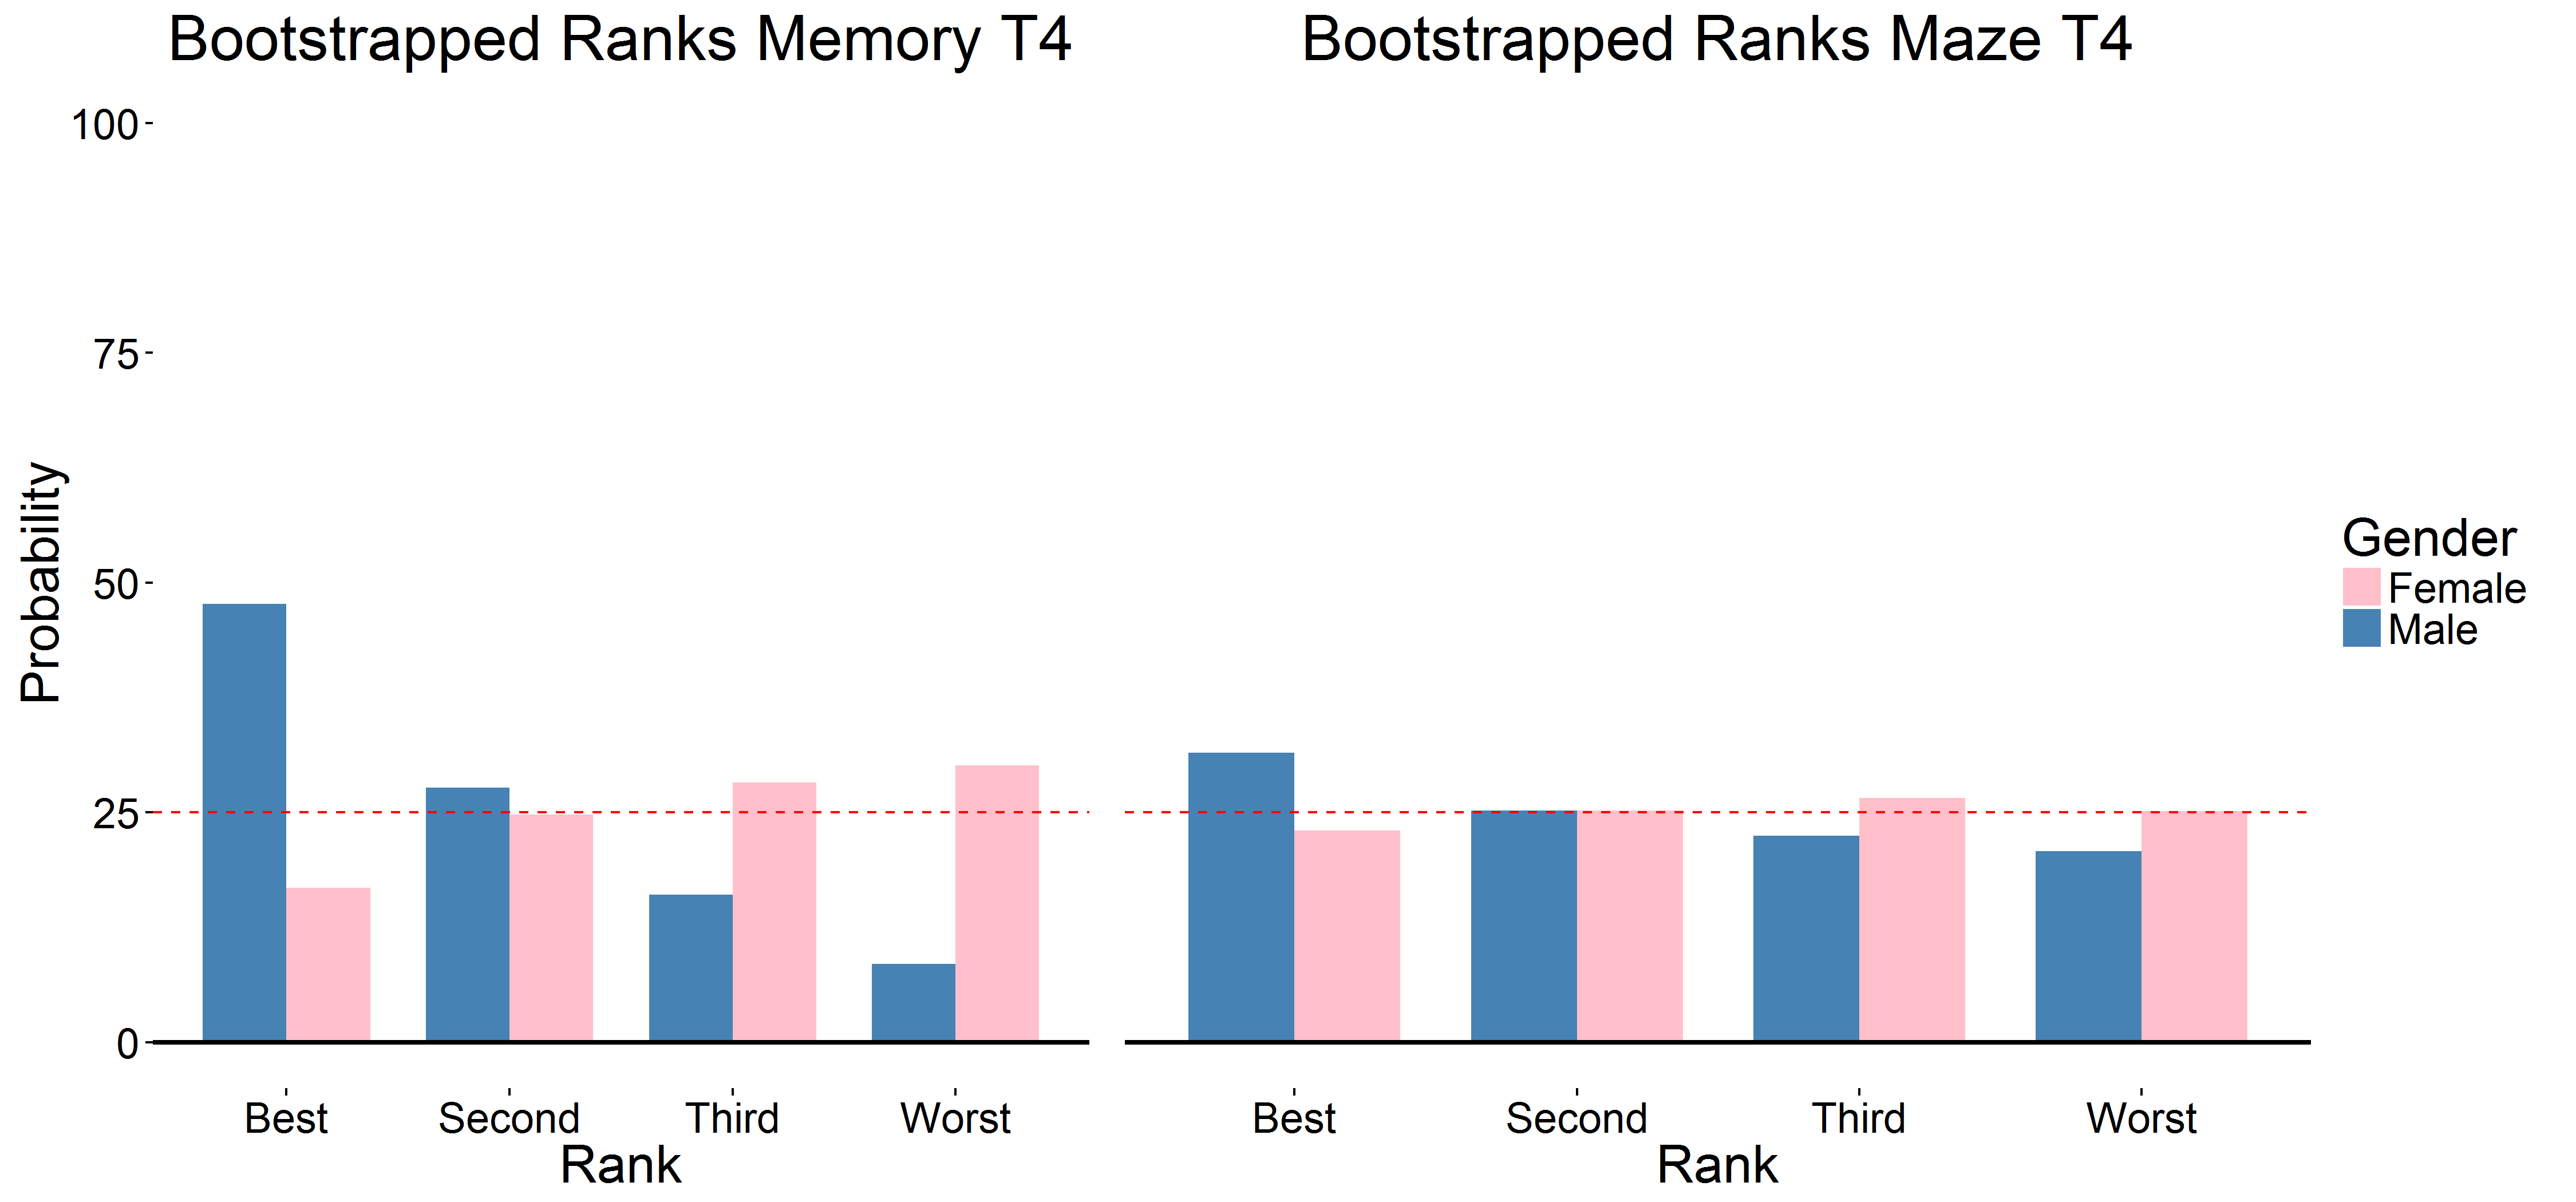 Bootstrapped Ranks Memory T4
Bootstrapped Ranks Maze T4
Probability
100
75
50
25
0
Best Second Third Worst
Rank
Best Second Third Worst
Rank
Gender
Female
Male